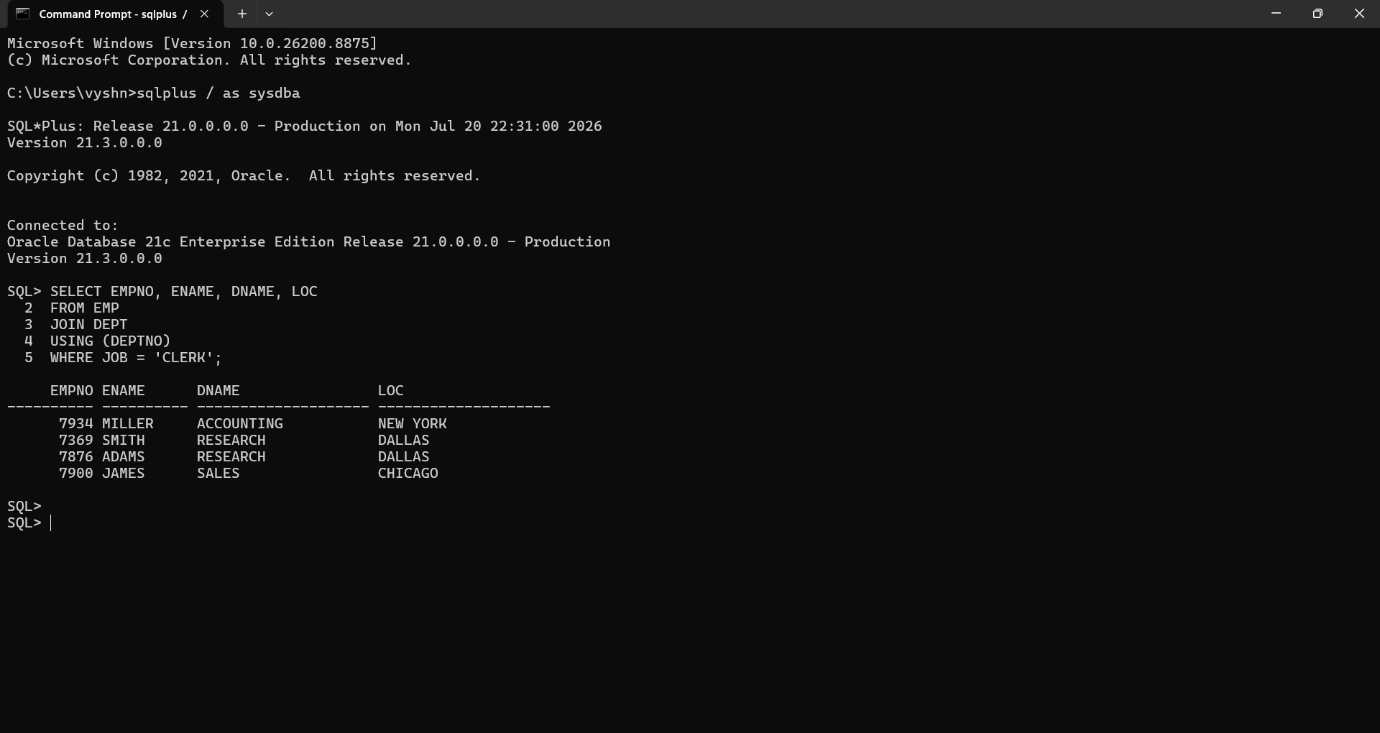 Command Prompt - sqlplus /
Microsoft Windows [Version 10.0.26200.8875]
(c) Microsoft Corporation. All rights reserved.
C:\Users\vyshn>sqlplus / as sysdba
SQL*Plus: Release 21.0.0.0.0 - Production on Mon Jul 20 22:31:00 2026
Version 21.3.0.0.0
Copyright (c) 1982, 2021, Oracle.  All rights reserved.
Connected to:
Oracle Database 21c Enterprise Edition Release 21.0.0.0.0 - Production
Version 21.3.0.0.0
SQL> SELECT EMPNO, ENAME, DNAME, LOC
  2  FROM EMP
  3  JOIN DEPT
  4  USING (DEPTNO)
  5  WHERE JOB = 'CLERK';
     EMPNO ENAME      DNAME                LOC
---------- ---------- -------------------- --------------------
      7934 MILLER     ACCOUNTING           NEW YORK
      7369 SMITH      RESEARCH             DALLAS
      7876 ADAMS      RESEARCH             DALLAS
      7900 JAMES      SALES                CHICAGO
SQL>
SQL>